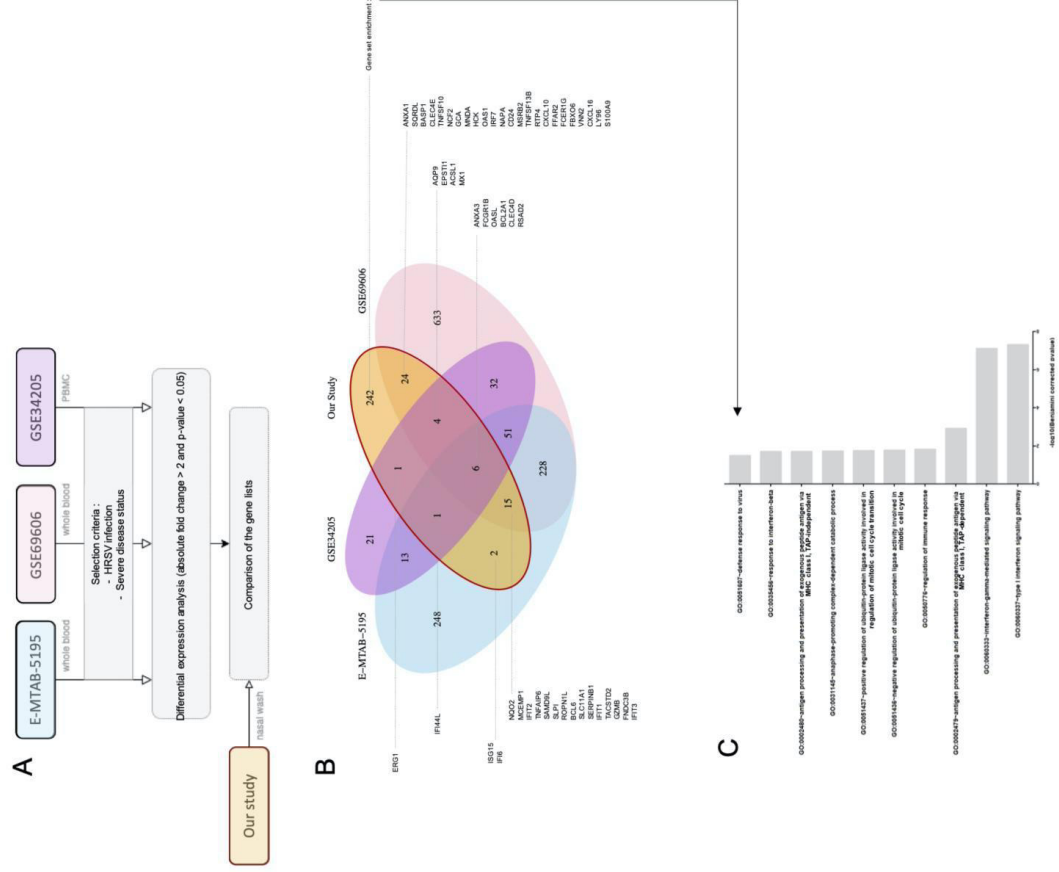 A
E-MTAB-5195
GSE69606
GSE34205
whole blood
whole blood
PBMC
Selection criteria :
- HRSV infection
- Severe disease status
Differential expression analysis (absolute fold change > 2 and p-value < 0.05)
Our study
nasal wash
Comparison of the gene lists
B
E-MTAB-5195
GSE34205
Our Study
GSE69606
248
21
242
633
13
1
24
1
4
32
2
6
15
51
228
Gene set enrichment :
ERG1
IFI44L
ISG15
IFI6
NQO2
MCEMP1
IFIT2
TNFAIP6
SAMD9L
SLPI
ROPN1L
BCL6
SLC11A1
SERPINB1
IFIT1
TACSTD2
GZMB
FNDC3B
IFIT3
ANXA1
SQRDL
BASP1
CLEC4E
TNFSF10
NCF2
GCA
MNDA
HCK
OAS1
IRF7
NAPA
CD24
MSRB2
TNFSF13B
RTP4
CXCL10
FFAR2
FCER1G
FBXO6
VNN2
CXCL16
LY96
S100A9
AQP9
EPSTI1
ACSL1
MX1
ANXA3
FCGR1B
OASL
BCL2A1
CLEC4D
RSAD2
C
GO:0051607~defense response to virus
GO:0035456~response to interferon-beta
GO:0002480~antigen processing and presentation of exogenous peptide antigen via
MHC class I, TAP-independent
GO:0031145~anaphase-promoting complex-dependent catabolic process
GO:0051437~positive regulation of ubiquitin-protein ligase activity involved in
regulation of mitotic cell cycle transition
GO:0051436~negative regulation of ubiquitin-protein ligase activity involved in
mitotic cell cycle
GO:0050776~regulation of immune response
GO:0002479~antigen processing and presentation of exogenous peptide antigen via
MHC class I, TAP-dependent
GO:0060333~interferon-gamma-mediated signaling pathway
GO:0060337~type I interferon signaling pathway
0
2
4
6
8
-log10(Benjamini corrected pvalue)